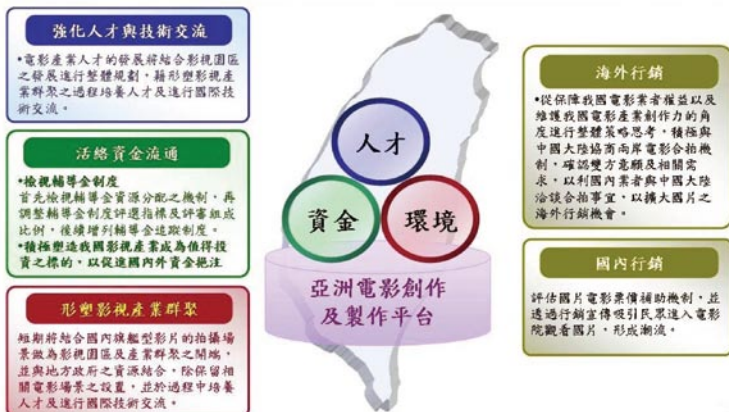 強化人才與技術交流
•電影產業人才的發展將結合影視園區
之發展進行整體規劃，藉形塑影視產
業群聚之過程培養人才及進行國際技
術交流。
活絡資金流通
•檢視輔導金制度
首先檢視輔導金資源分配之機制，再
調整輔導金制度評選指標及評審組成
比例，後續增列輔導金追蹤制度。
•積極塑造我國影視產業成為值得投
資之標的，以促進國內外資金挹注
形塑影視產業群聚
短期將結合國內旗艦型影片的拍攝場
景做為影視園區及產業群聚之開端，
並與地方政府之資源結合，除保留相
關電影場景之設置，並於過程中培養
人才及進行國際技術交流。
人才
資金
環境
亞洲電影創作
及製作平台
海外行銷
•從保障我國電影業者權益以及
維護我國電影產業創作力的角
度進行整體策略思考，積極與
中國大陸協商兩岸電影合拍機
制，確認雙方意願及相關需
求，以利國內業者與中國大陸
洽談合拍事宜，以擴大國片之
海外行銷機會。
國內行銷
評估國片電影票價補助機制，並
透過行銷宣傳吸引民眾進入電影
院觀看國片，形成潮流。